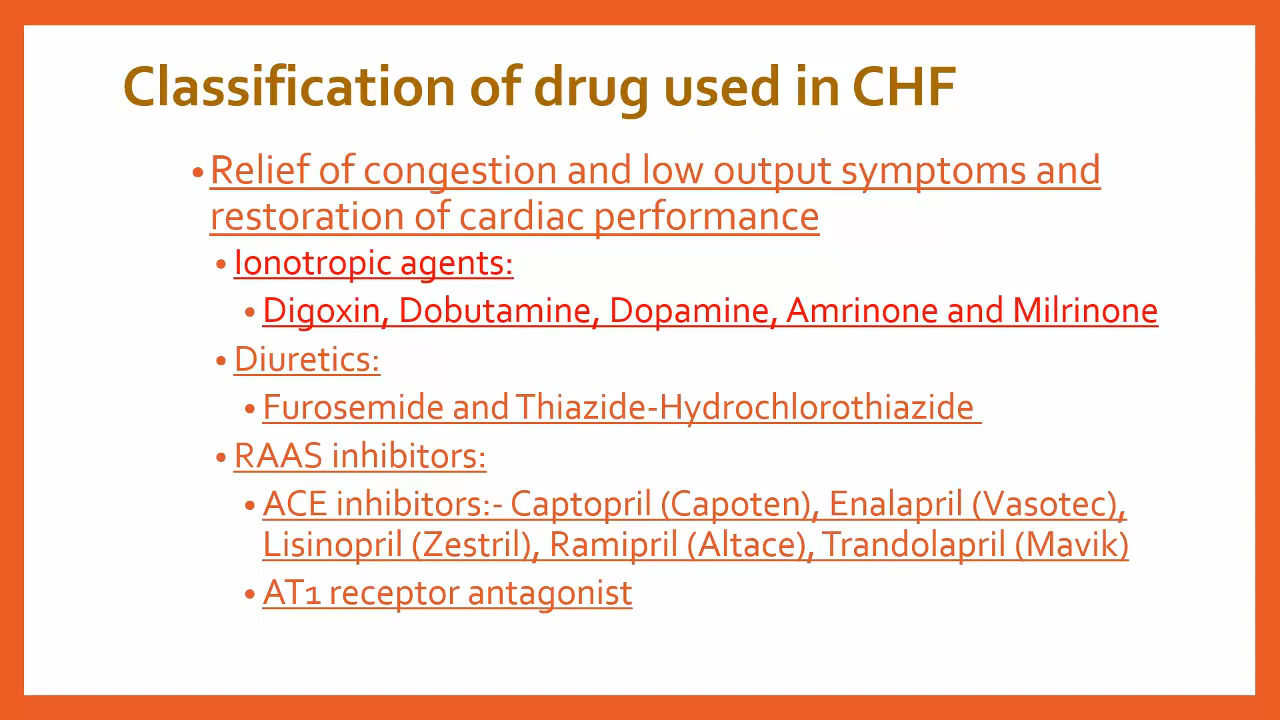 Classification of drug used in CHF
• Relief of congestion and low output symptoms and
restoration of cardiac performance
• Ionotropic agents:
• Digoxin, Dobutamine, Dopamine, Amrinone and Milrinone
• Diuretics:
• Furosemide and Thiazide-Hydrochlorothiazide
• RAAS inhibitors:
• ACE inhibitors:- Captopril (Capoten), Enalapril (Vasotec),
Lisinopril (Zestril), Ramipril (Altace), Trandolapril (Mavik)
• AT1 receptor antagonist